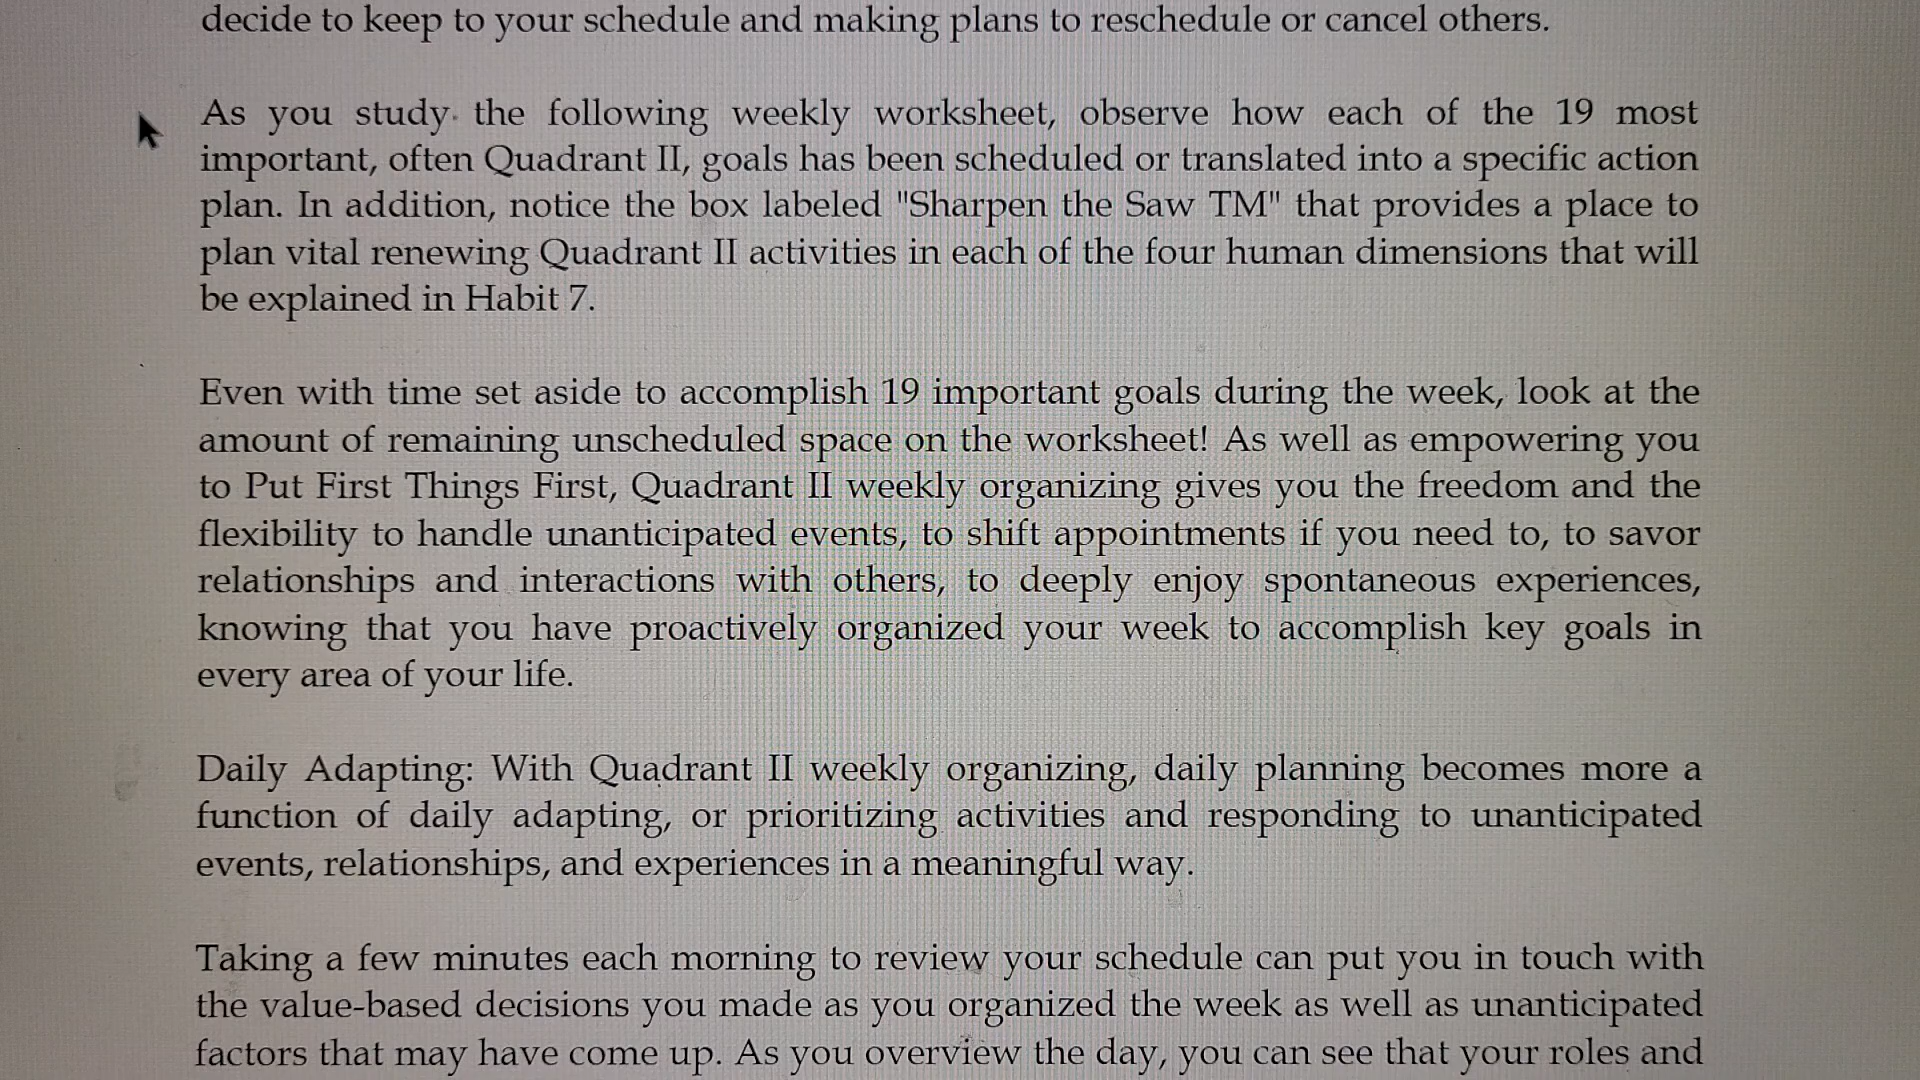 decide to keep to your schedule and making plans to reschedule or cancel others.
As you study the following weekly worksheet, observe how each of the 19 most
important, often Quadrant II, goals has been scheduled or translated into a specific action
plan. In addition, notice the box labeled "Sharpen the Saw TM" that provides a place to
plan vital renewing Quadrant II activities in each of the four human dimensions that will
be explained in Habit 7.
Even with time set aside to accomplish 19 important goals during the week, look at the
amount of remaining unscheduled space on the worksheet! As well as empowering you
to Put First Things First, Quadrant II weekly organizing gives you the freedom and the
flexibility to handle unanticipated events, to shift appointments if you need to, to savor
relationships and interactions with others, to deeply enjoy spontaneous experiences,
knowing that you have proactively organized your week to accomplish key goals in
every area of your life.
Daily Adapting: With Quadrant II weekly organizing, daily planning becomes more a
function of daily adapting, or prioritizing activities and responding to unanticipated
events, relationships, and experiences in a meaningful way.
Taking a few minutes each morning to review your schedule can put you in touch with
the value-based decisions you made as you organized the week as well as unanticipated
factors that may have come up. As you overview the day, you can see that your roles and